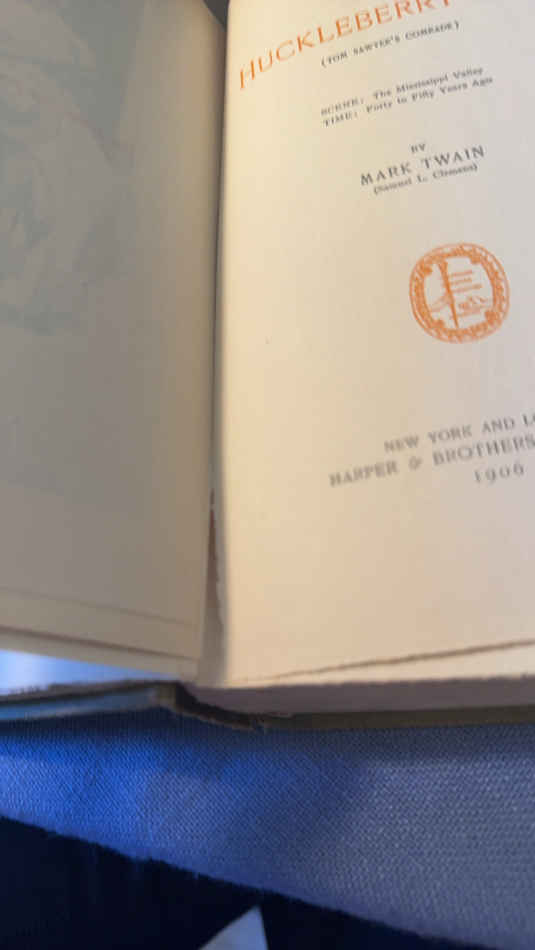 HUCKLEBERRY
(TOM SAWYER'S COMRADE)
SCENE: The Mississippi Valley
TIME: Forty to Fifty Years Ago
BY
MARK TWAIN
(Samuel L. Clemens)
NEW YORK AND
HARPER & BROTHERS
1906